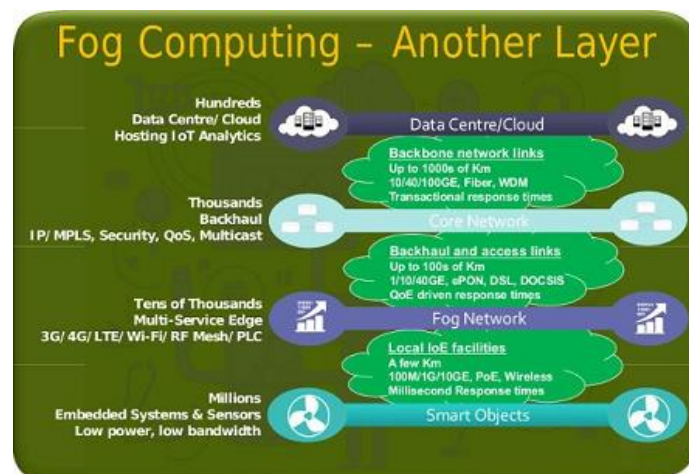 Fog Computing – Another Layer
Hundreds
Data Centre/ Cloud
Hosting IoT Analytics
Data Centre/Cloud
Backbone network links
Up to 1000s of Km
10/40/100GE, Fiber, WDM
Transactional response times
Thousands
Backhaul
IP/ MPLS, Security, QoS, Multicast
Core Network
Backhaul and access links
Up to 100s of Km
1/10/40GE, ePON, DSL, DOCSIS
QoE driven response times
Tens of Thousands
Multi-Service Edge
3G/ 4G/ LTE/ Wi-Fi/ RF Mesh/ PLC
Fog Network
Local IoE facilities
A few Km
100M/1G/10GE, PoE, Wireless
Millisecond Response times
Millions
Embedded Systems & Sensors
Low power, low bandwidth
Smart Objects